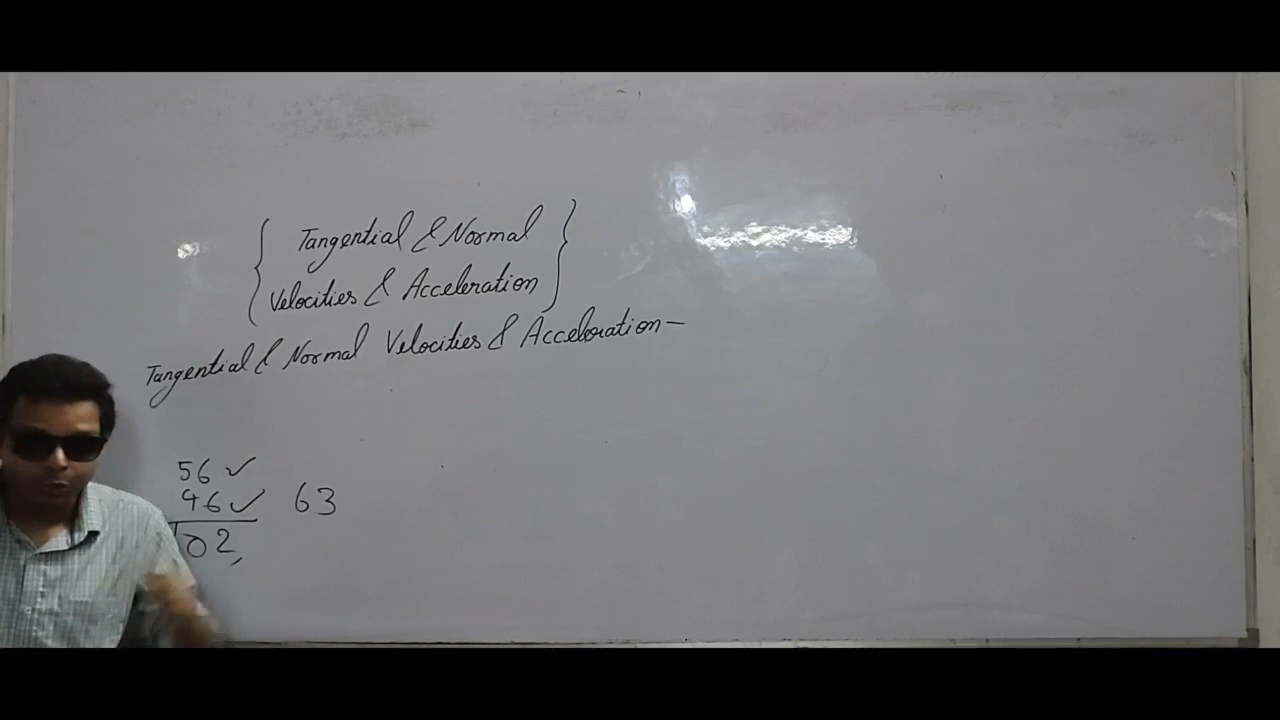 { Tangential & Normal
Velocities & Acceleration }
Tangential & Normal Velocities & Acceleration —
56 ✓
46 ✓ 63
102,